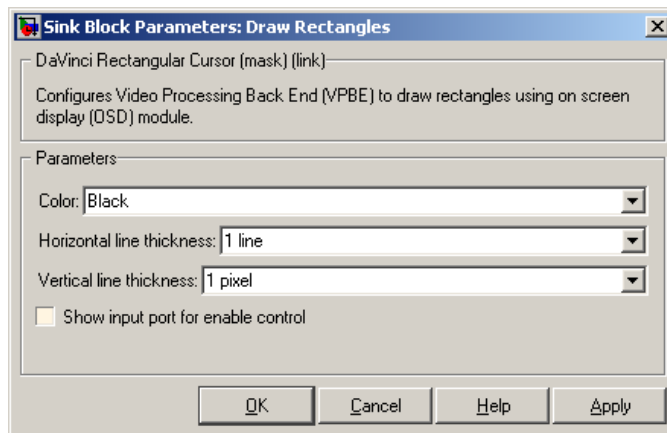 Sink Block Parameters: Draw Rectangles
DaVinci Rectangular Cursor (mask) (link)
Configures Video Processing Back End (VPBE) to draw rectangles using on screen
display (OSD) module.
Parameters
Color: Black
Horizontal line thickness: 1 line
Vertical line thickness: 1 pixel
Show input port for enable control
OK Cancel Help Apply